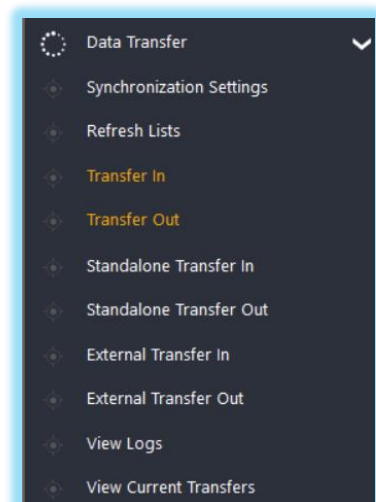 Data Transfer
Synchronization Settings
Refresh Lists
Transfer In
Transfer Out
Standalone Transfer In
Standalone Transfer Out
External Transfer In
External Transfer Out
View Logs
View Current Transfers